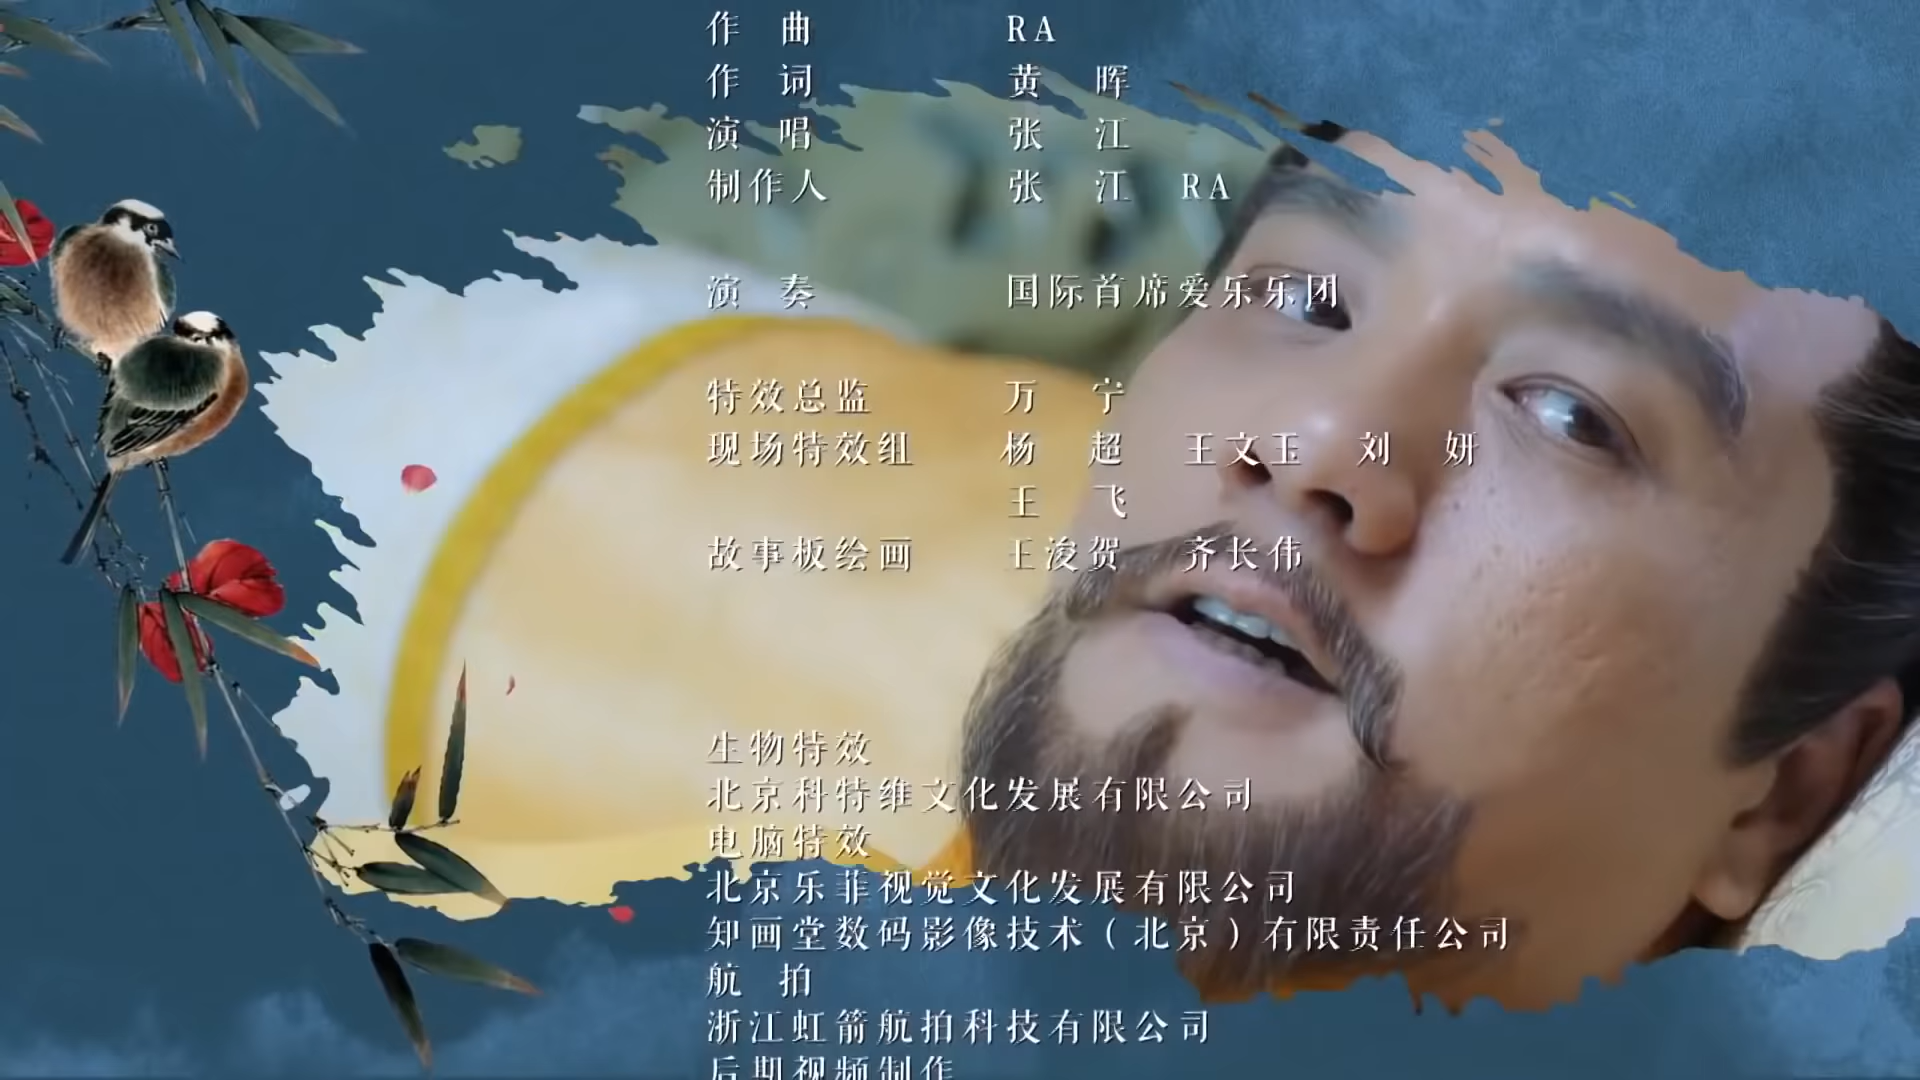 作 曲 RA
作 词 黄 晖
演 唱 张 江
制作人 张 江 RA
演 奏 国际首席爱乐乐团
特效总监 万 宁
现场特效组 杨 超 王文玉 刘 妍
王 飞
故事板绘画 王浚贺 齐长伟
生物特效
北京科特维文化发展有限公司
电脑特效
北京乐菲视觉文化发展有限公司
知画堂数码影像技术（北京）有限责任公司
航 拍
浙江虹箭航拍科技有限公司
后期视频制作